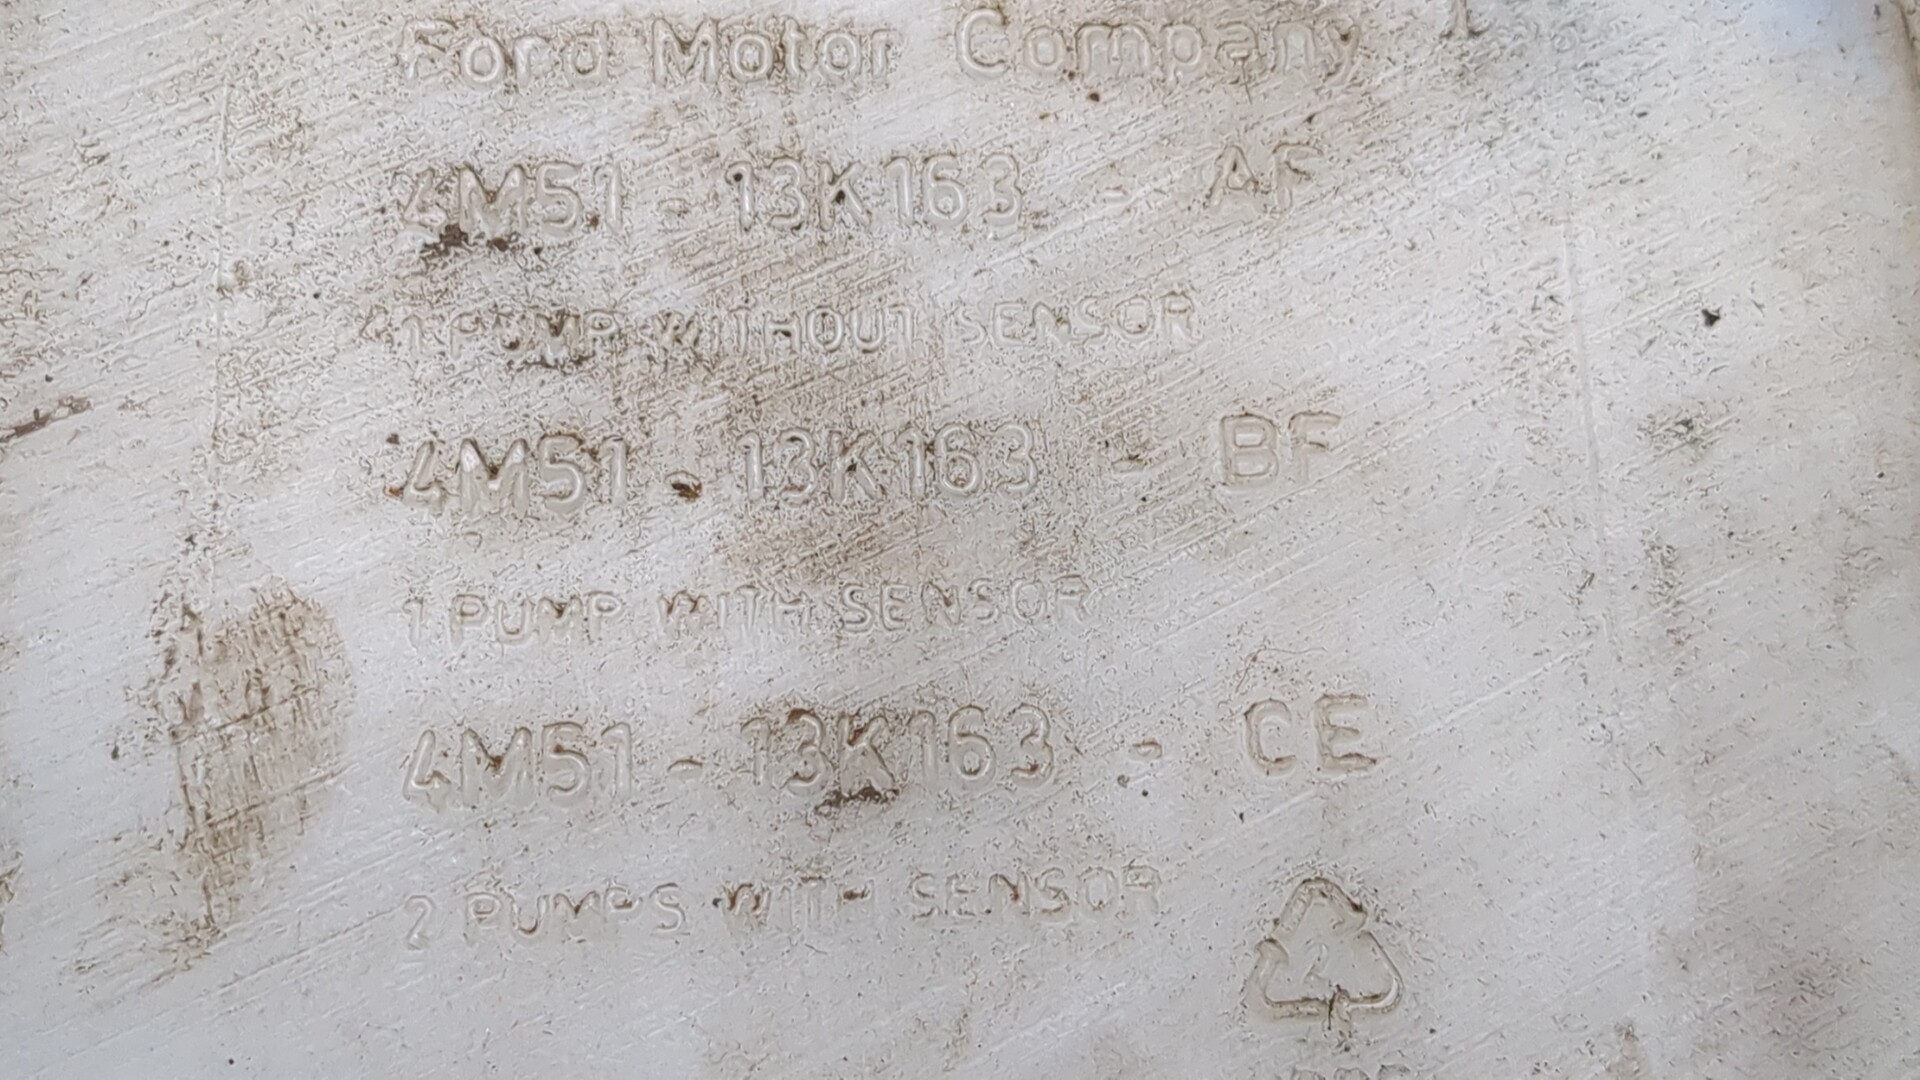 Ford Motor Company
4M51 - 13K163 - AF
1 PUMP WITHOUT SENSOR
4M51 - 13K163 - BF
1 PUMP WITH SENSOR
4M51 - 13K163 - CE
2 PUMPS WITH SENSOR
2